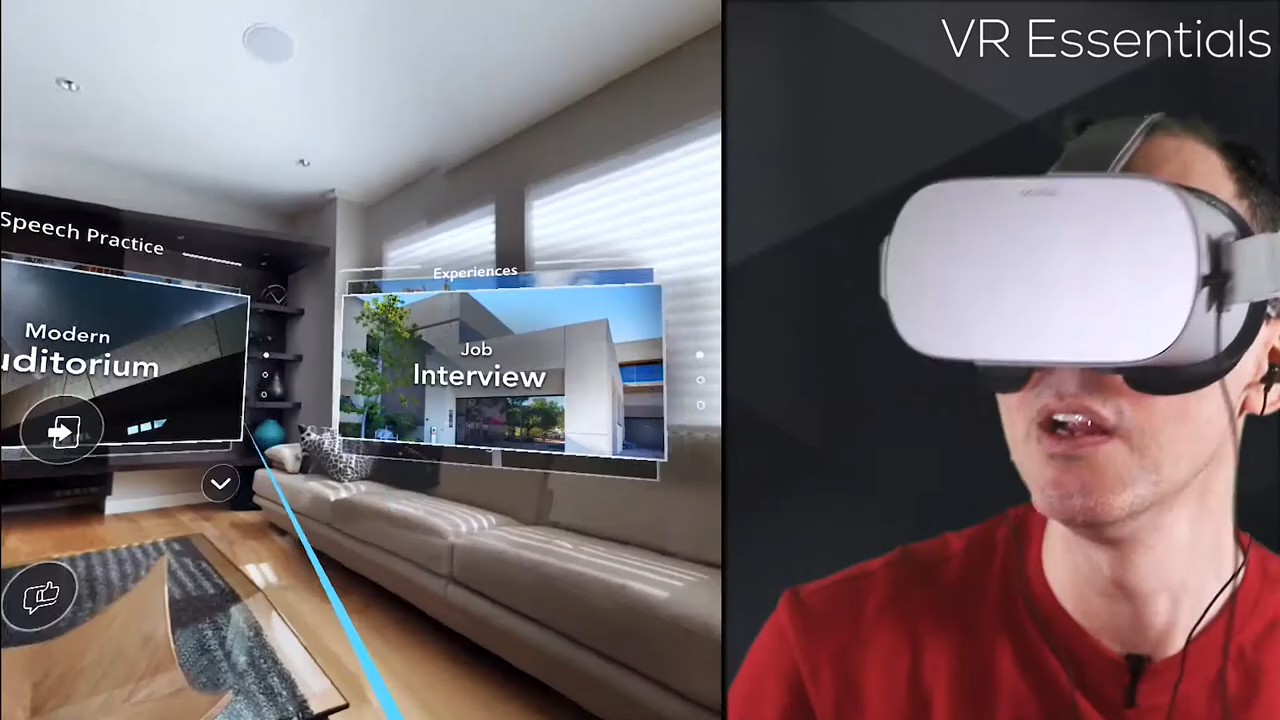 VR Essentials
Speech Practice
Experiences
Modern
uditorium
Job
Interview